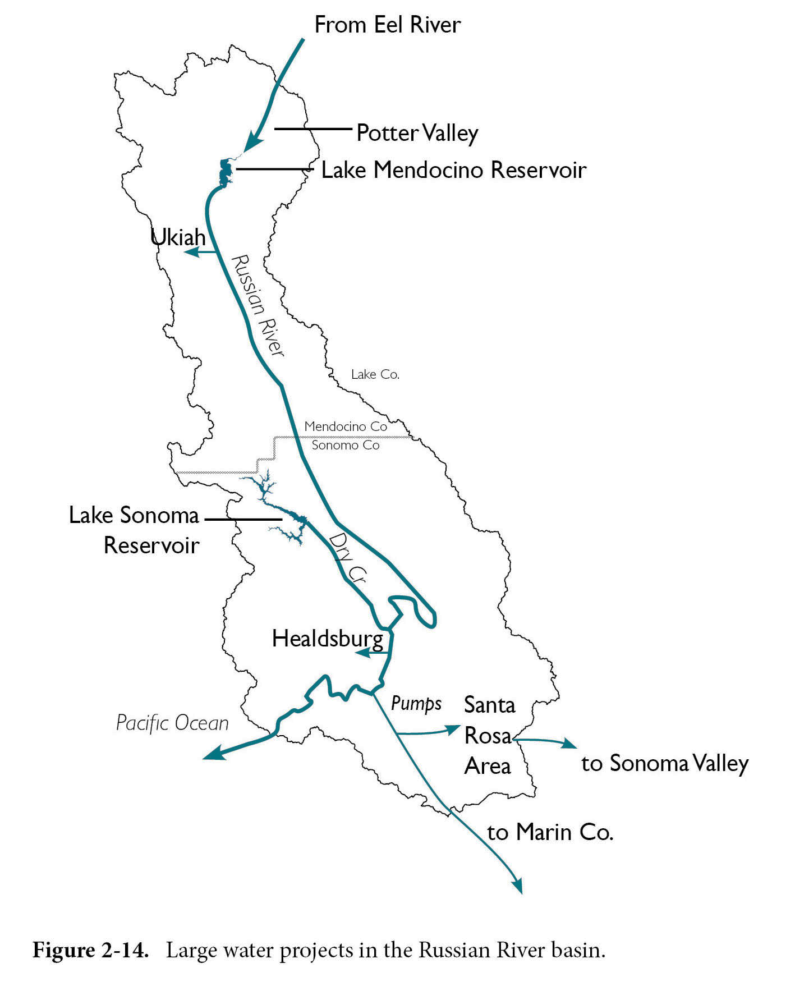 From Eel River
Potter Valley
Lake Mendocino Reservoir
Ukiah
Russian River
Lake Co.
Mendocino Co
Sonomo Co
Lake Sonoma
Reservoir
Dry Cr
Healdsburg
Pumps
Santa
Rosa
Area
Pacific Ocean
to Sonoma Valley
to Marin Co.
Figure 2-14. Large water projects in the Russian River basin.